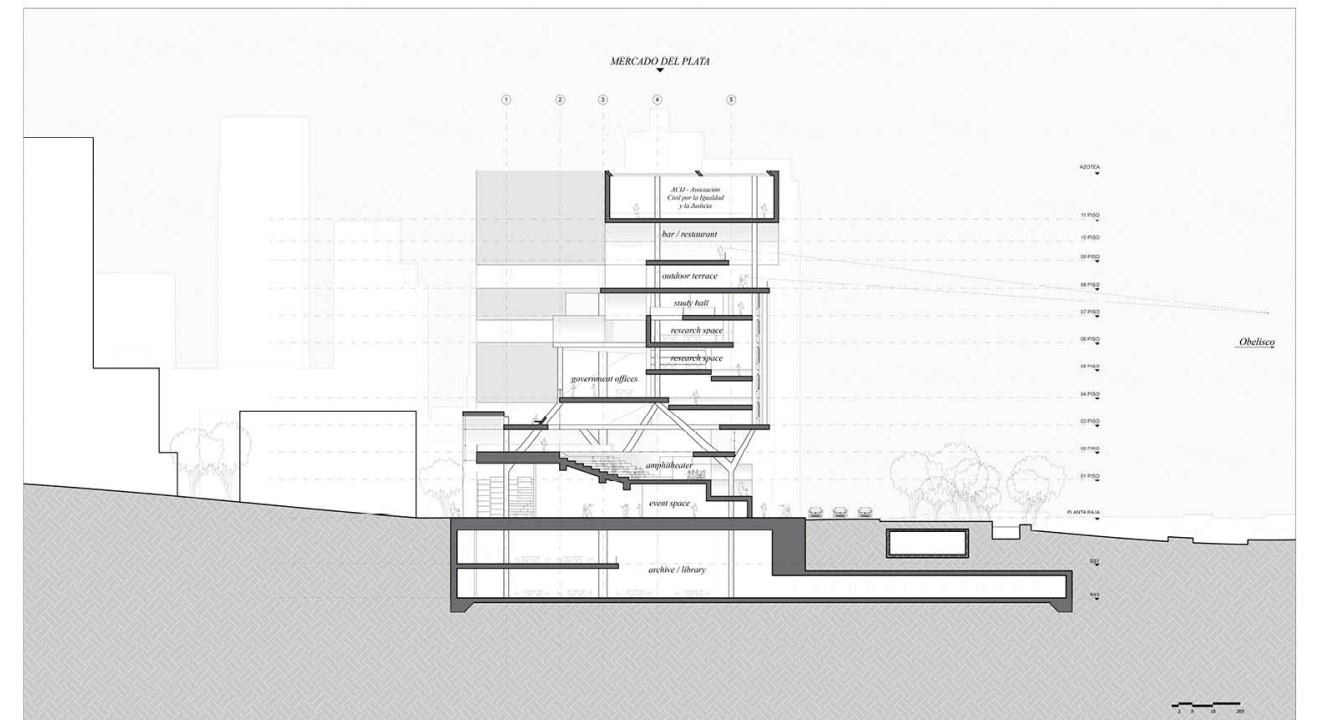 MERCADO DEL PLATA
1 2 3 4 5
AZOTEA
ACIJ - Asociación
Civil por la Igualdad
y la Justicia
11 PISO
bar / restaurant
10 PISO
09 PISO
outdoor terrace
08 PISO
study hall
07 PISO
research space
06 PISO
Obelisco
research space
05 PISO
government offices
04 PISO
03 PISO
02 PISO
amphitheater
01 PISO
event space
PLANTA BAJA
SS1
archive / library